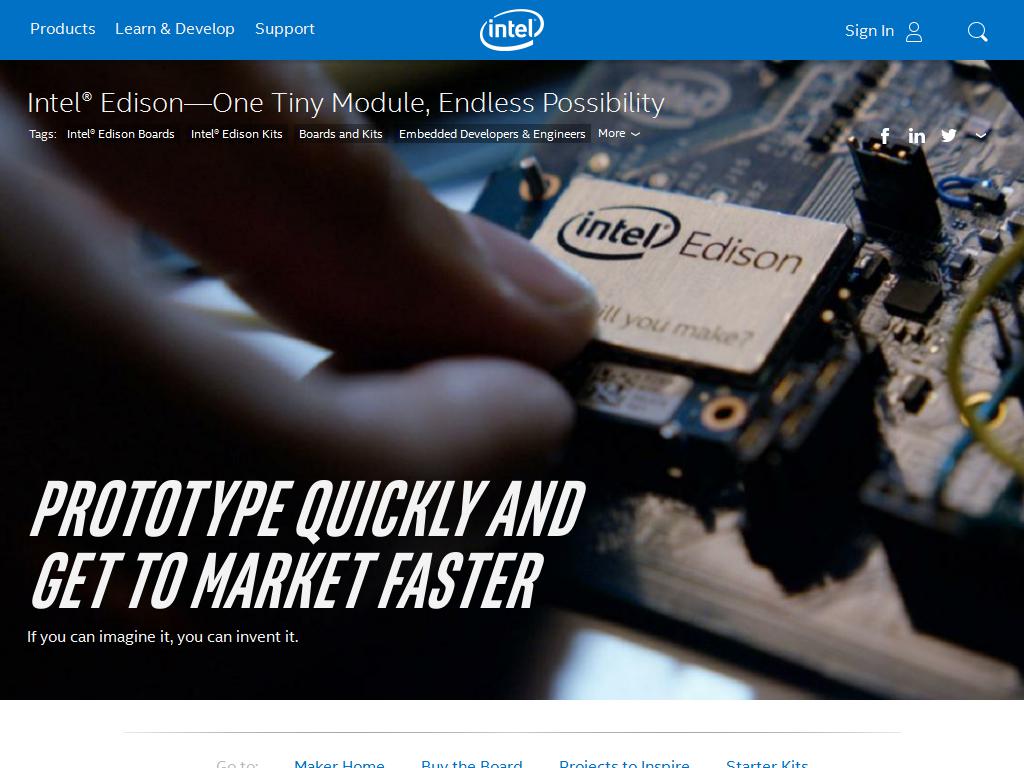 Products Learn & Develop Support intel Sign In
Intel® Edison—One Tiny Module, Endless Possibility
Tags: Intel® Edison Boards Intel® Edison Kits Boards and Kits Embedded Developers & Engineers More
intel Edison
you make?
PROTOTYPE QUICKLY AND
GET TO MARKET FASTER
If you can imagine it, you can invent it.
Go to: Maker Home Buy the Board Projects to Inspire Starter Kits